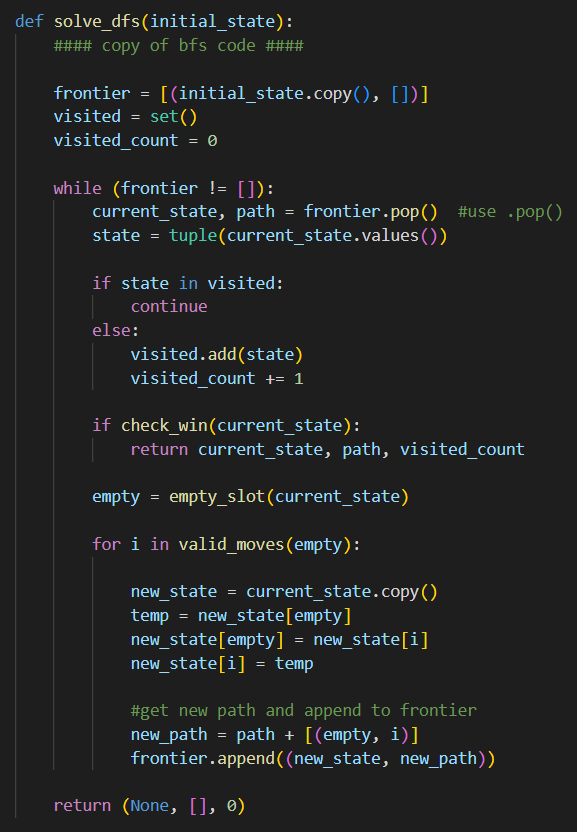 def solve_dfs(initial_state):
    #### copy of bfs code ####

    frontier = [(initial_state.copy(), [])]
    visited = set()
    visited_count = 0

    while (frontier != []):
        current_state, path = frontier.pop()  #use .pop()
        state = tuple(current_state.values())

        if state in visited:
            continue
        else:
            visited.add(state)
            visited_count += 1

        if check_win(current_state):
            return current_state, path, visited_count

        empty = empty_slot(current_state)

        for i in valid_moves(empty):

            new_state = current_state.copy()
            temp = new_state[empty]
            new_state[empty] = new_state[i]
            new_state[i] = temp

            #get new path and append to frontier
            new_path = path + [(empty, i)]
            frontier.append((new_state, new_path))

    return (None, [], 0)